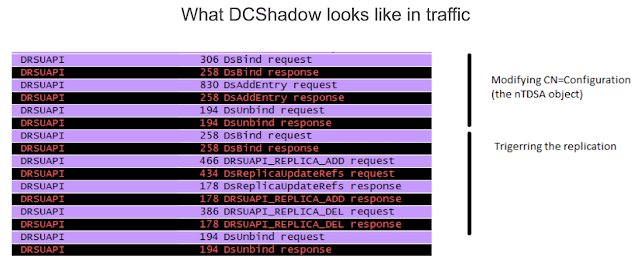 What DCShadow looks like in traffic
DRSUAPI 306 DsBind request
DRSUAPI 258 DsBind response
DRSUAPI 830 DsAddEntry request
DRSUAPI 258 DsAddEntry response
DRSUAPI 194 DsUnbind request
DRSUAPI 194 DsUnbind response
Modifying CN=Configuration
(the nTDSA object)
DRSUAPI 258 DsBind request
DRSUAPI 258 DsBind response
DRSUAPI 466 DRSUAPI_REPLICA_ADD request
DRSUAPI 434 DsReplicaUpdateRefs request
DRSUAPI 178 DsReplicaUpdateRefs response
DRSUAPI 178 DRSUAPI_REPLICA_ADD response
DRSUAPI 386 DRSUAPI_REPLICA_DEL request
DRSUAPI 178 DRSUAPI_REPLICA_DEL response
DRSUAPI 194 DsUnbind request
DRSUAPI 194 DsUnbind response
Trigerring the replication